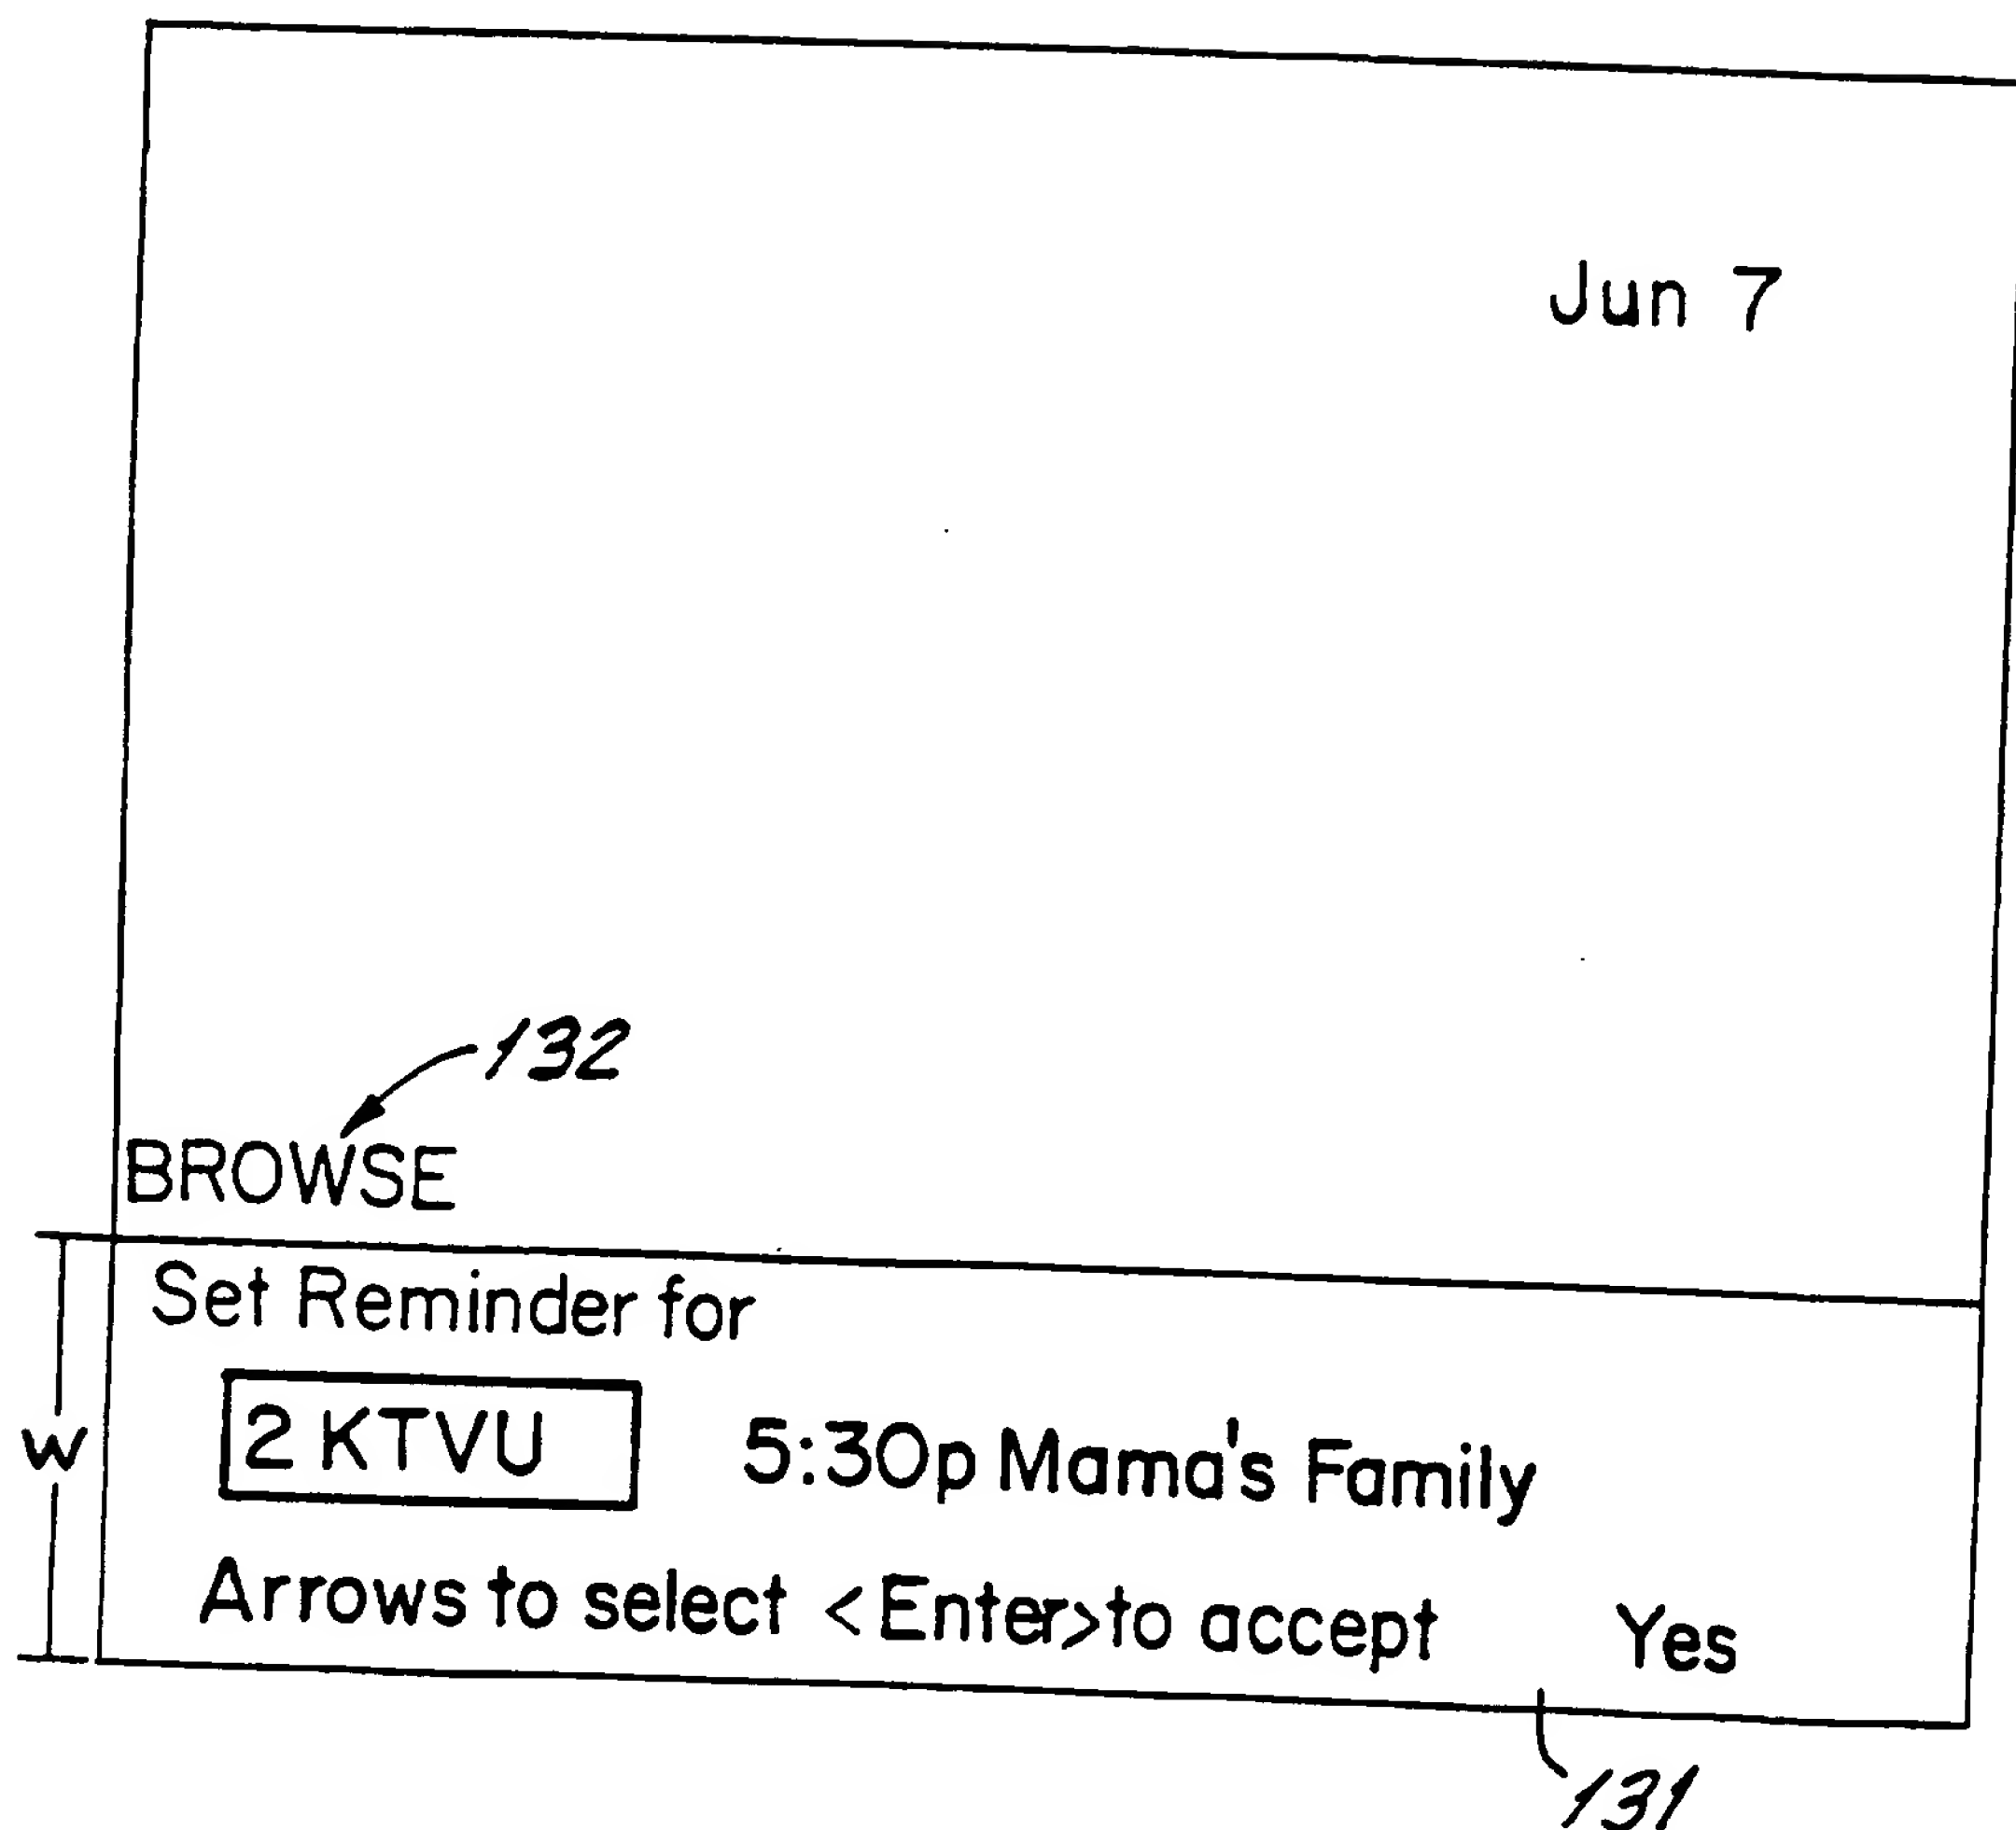 Jun 7
132
BROWSE
Set Reminder for
W
2 KTVU 5:30p Mama's Family
Arrows to select <Enter>to accept Yes
131